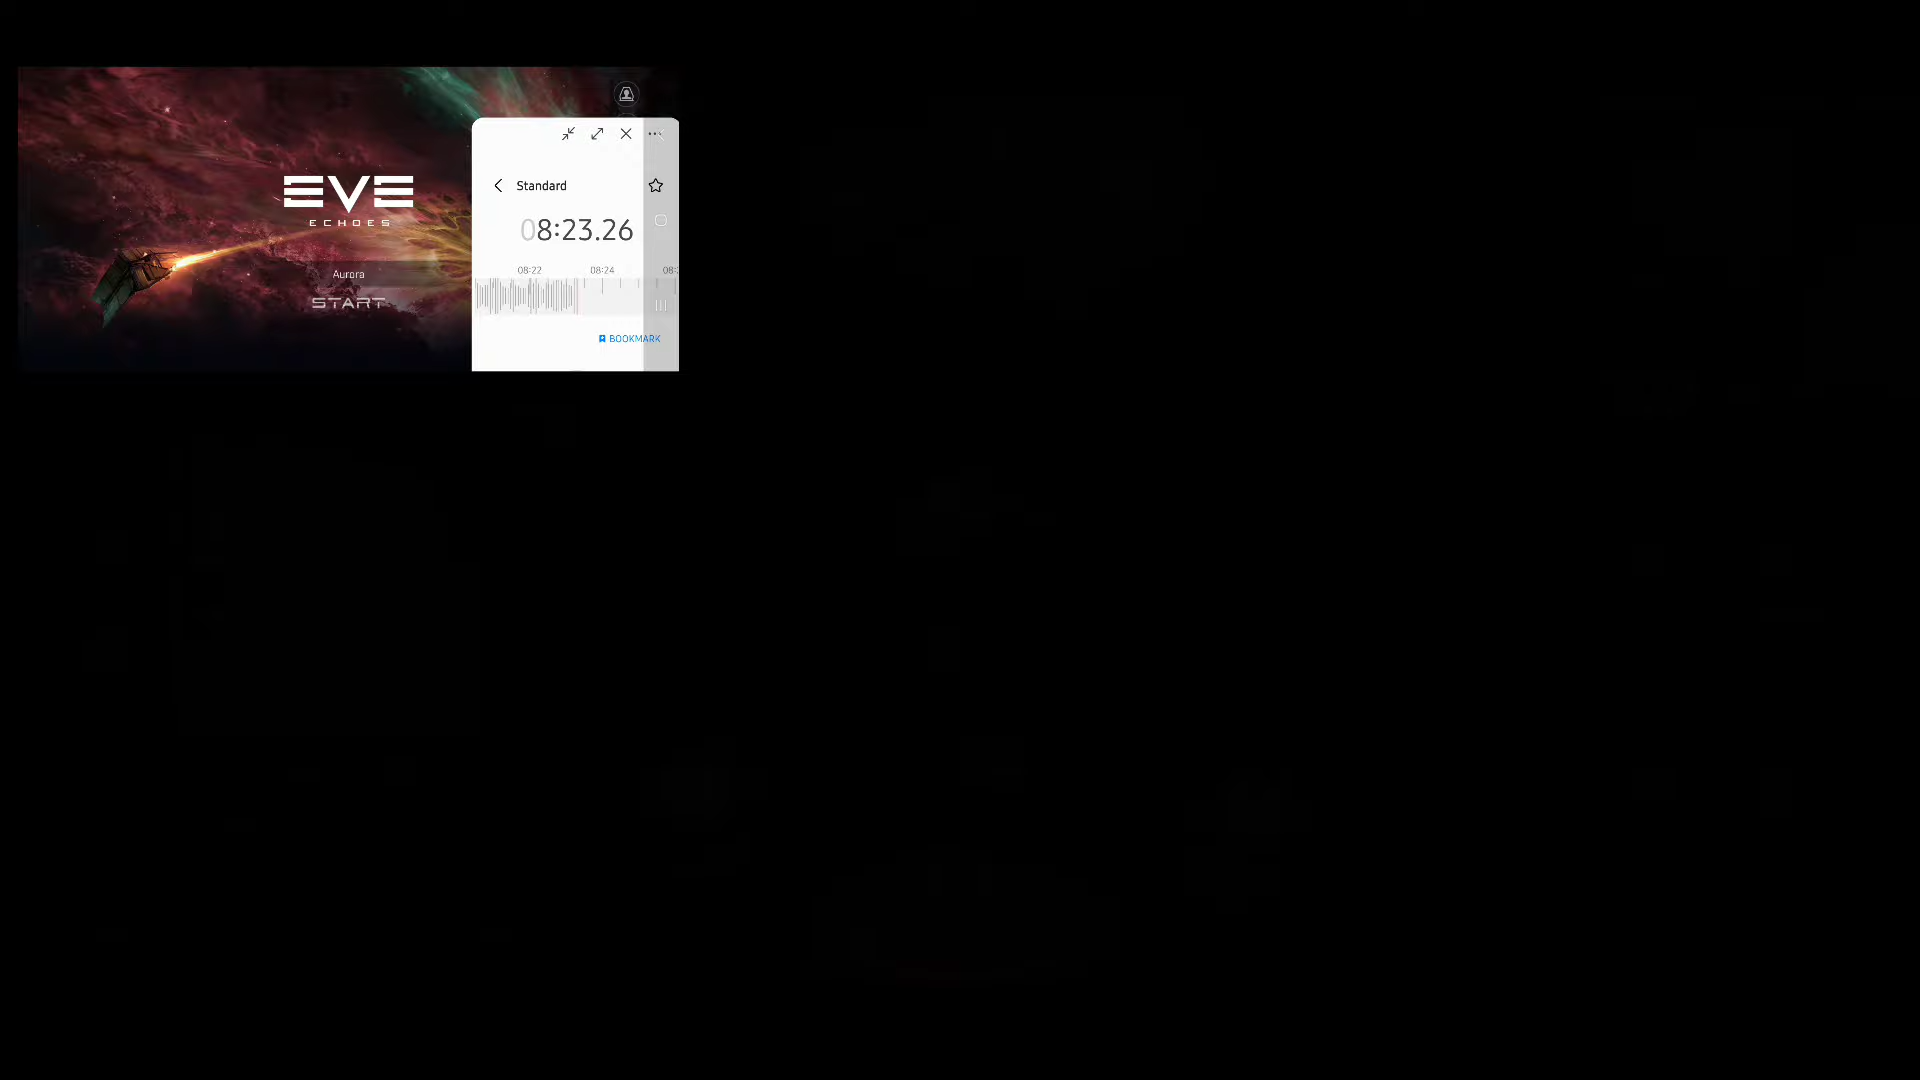 EVE
ECHOES
Aurora
START
Standard
08:23.26
08:22 08:24
BOOKMARK